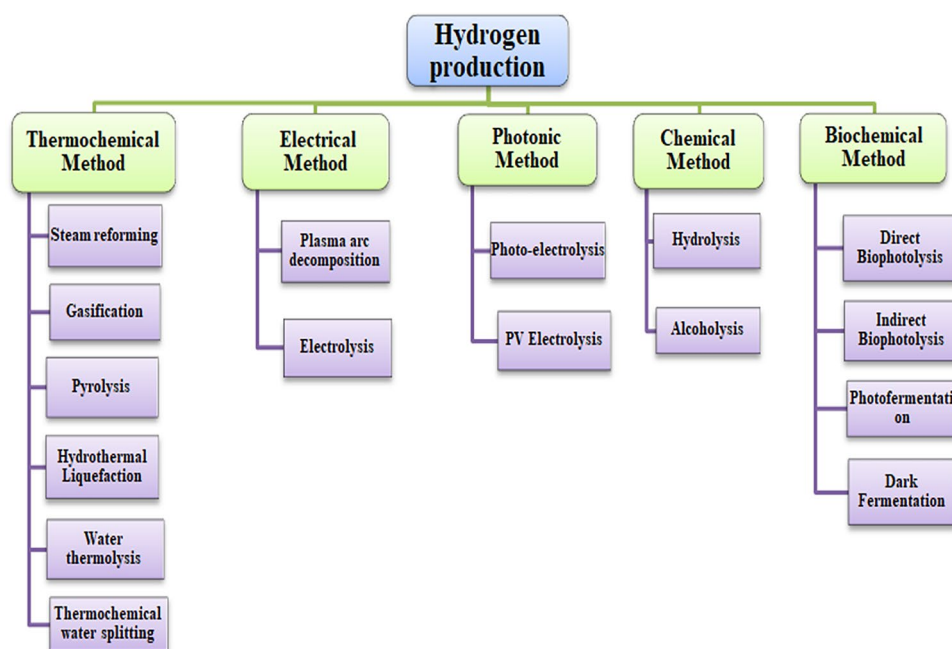 Hydrogen
production
Thermochemical
Method
Steam reforming
Gasification
Pyrolysis
Hydrothermal
Liquefaction
Water
thermolysis
Thermochemical
water splitting
Electrical
Method
Plasma arc
decomposition
Electrolysis
Photonic
Method
Photo-electrolysis
PV Electrolysis
Chemical
Method
Hydrolysis
Alcoholysis
Biochemical
Method
Direct
Biophotolysis
Indirect
Biophotolysis
Photofermentati
on
Dark
Fermentation